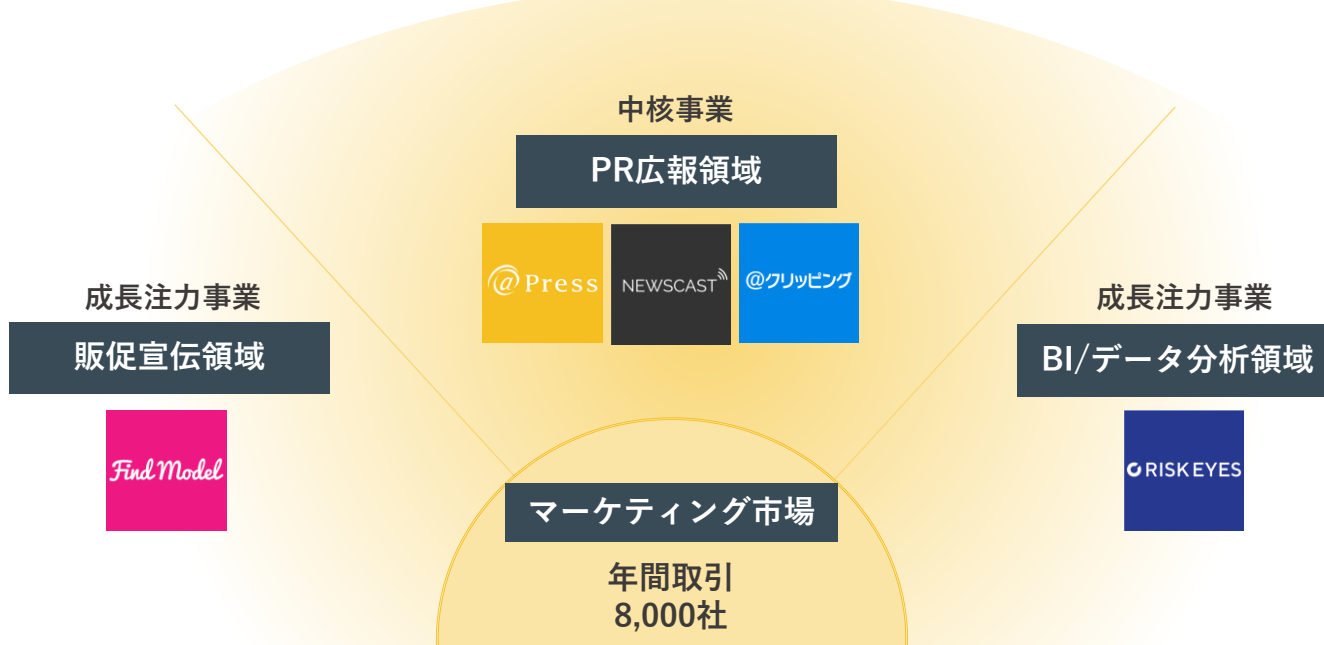 中核事業
PR広報領域
@Press
NEWSCAST
@クリッピング
成長注力事業
販促宣伝領域
Find Model
成長注力事業
BI/データ分析領域
RISK EYES
マーケティング市場
年間取引
8,000社